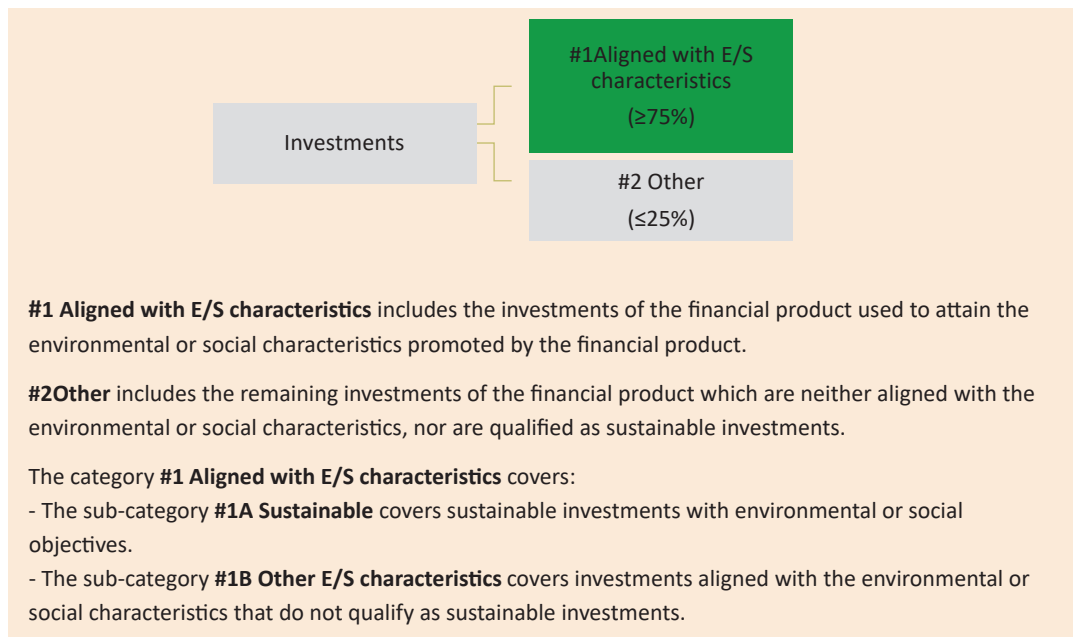 #1Aligned with E/S
characteristics
(≥75%)
Investments
#2 Other
(≤25%)
#1 Aligned with E/S characteristics includes the investments of the financial product used to attain the
environmental or social characteristics promoted by the financial product.
#2Other includes the remaining investments of the financial product which are neither aligned with the
environmental or social characteristics, nor are qualified as sustainable investments.
The category #1 Aligned with E/S characteristics covers:
- The sub-category #1A Sustainable covers sustainable investments with environmental or social
objectives.
- The sub-category #1B Other E/S characteristics covers investments aligned with the environmental or
social characteristics that do not qualify as sustainable investments.